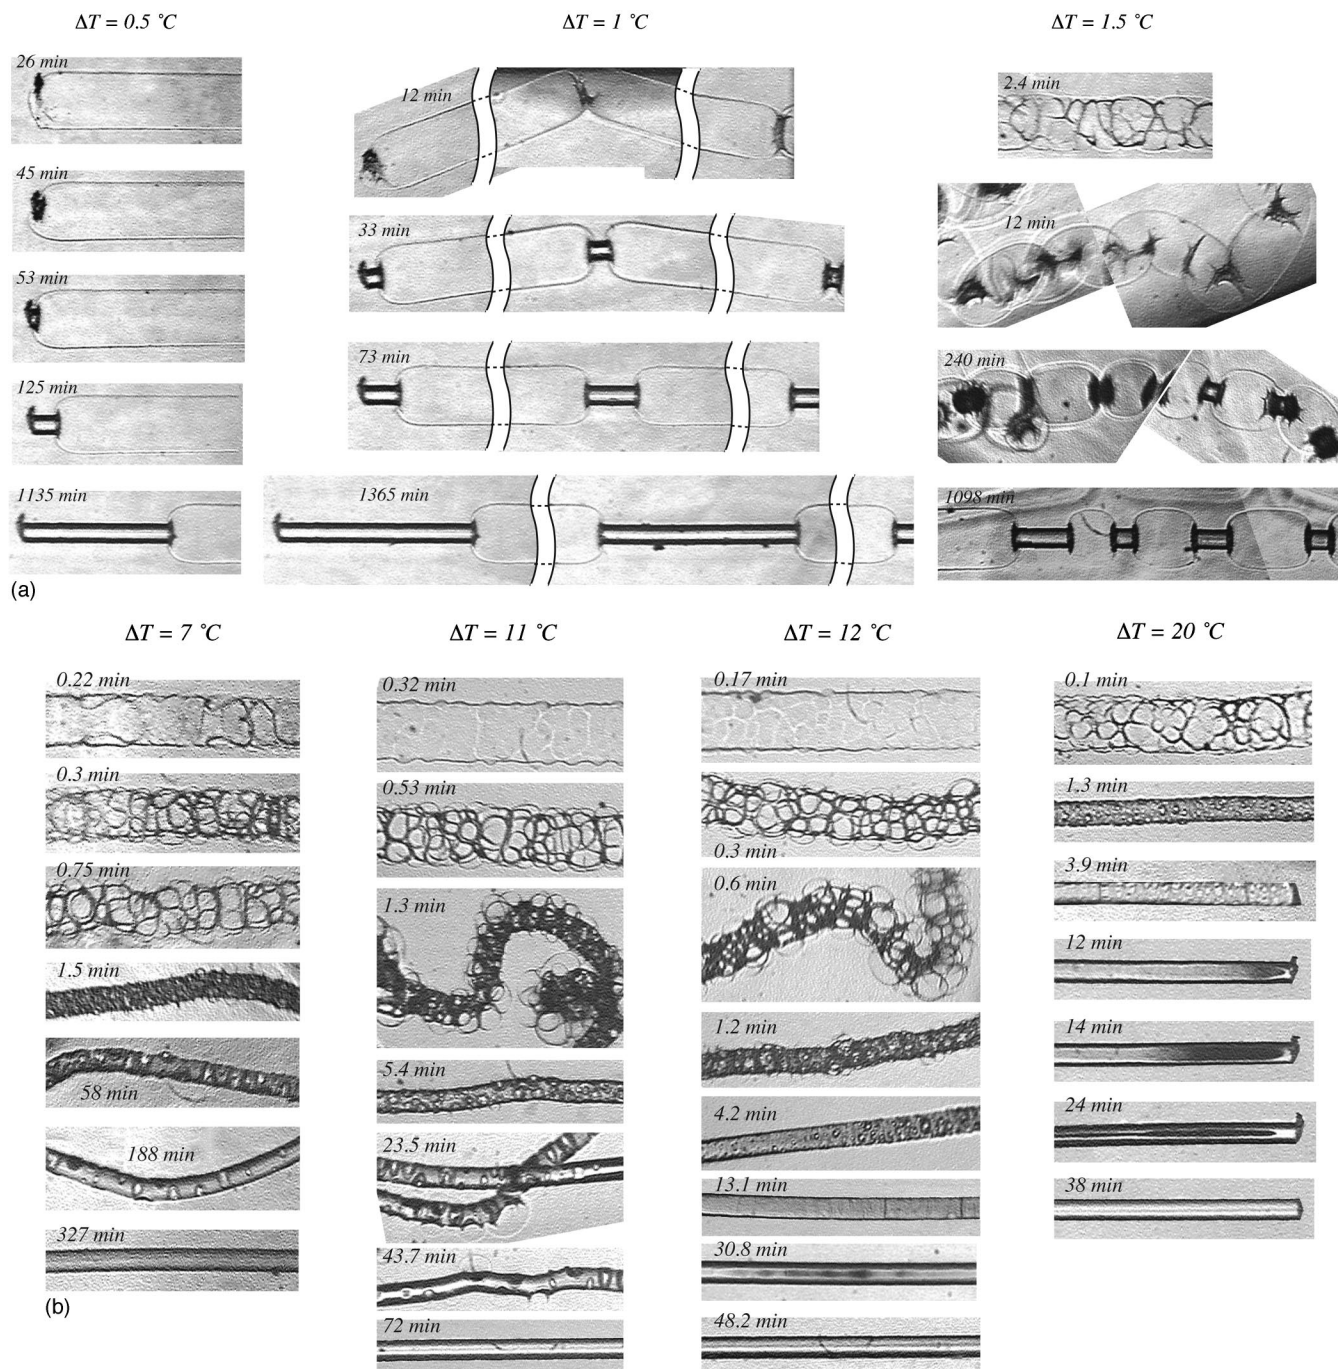 ΔT = 0.5 ˚C
26 min
45 min
53 min
125 min
1135 min
ΔT = 1 ˚C
12 min
33 min
73 min
1365 min
ΔT = 1.5 ˚C
2.4 min
12 min
240 min
1098 min
(a)
ΔT = 7 ˚C
0.22 min
0.3 min
0.75 min
1.5 min
58 min
188 min
327 min
ΔT = 11 ˚C
0.32 min
0.53 min
1.3 min
5.4 min
23.5 min
43.7 min
72 min
ΔT = 12 ˚C
0.17 min
0.3 min
0.6 min
1.2 min
4.2 min
13.1 min
30.8 min
48.2 min
ΔT = 20 ˚C
0.1 min
1.3 min
3.9 min
12 min
14 min
24 min
38 min
(b)